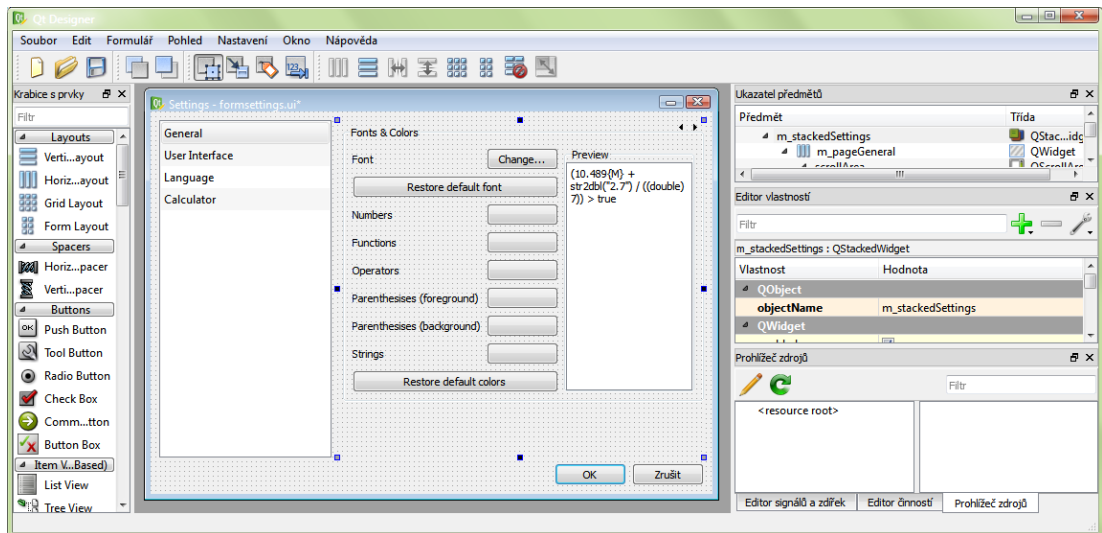 Qt Designer
Soubor Edit Formulář Pohled Nastavení Okno Nápověda
123
Krabice s prvky
Filtr
Layouts
Verti...ayout
Horiz...ayout
Grid Layout
Form Layout
Spacers
Horiz...pacer
Verti...pacer
Buttons
OK Push Button
Tool Button
Radio Button
Check Box
Comm...tton
Button Box
Item V...Based)
List View
Tree View
Settings - formsettings.ui*
General
User Interface
Language
Calculator
Fonts & Colors
Font Change...
Restore default font
Numbers
Functions
Operators
Parenthesises (foreground)
Parenthesises (background)
Strings
Restore default colors
Preview
(10.489{M} +
str2dbl("2.7") / ((double)
7)) > true
OK Zrušit
Ukazatel předmětů
Předmět Třída
m_stackedSettings QStac...idg
m_pageGeneral QWidget
scrollArea QScrollAre
Editor vlastností
Filtr
m_stackedSettings : QStackedWidget
Vlastnost Hodnota
QObject
objectName m_stackedSettings
QWidget
Prohlížeč zdrojů
Filtr
<resource root>
Editor signálů a zdířek Editor činností Prohlížeč zdrojů